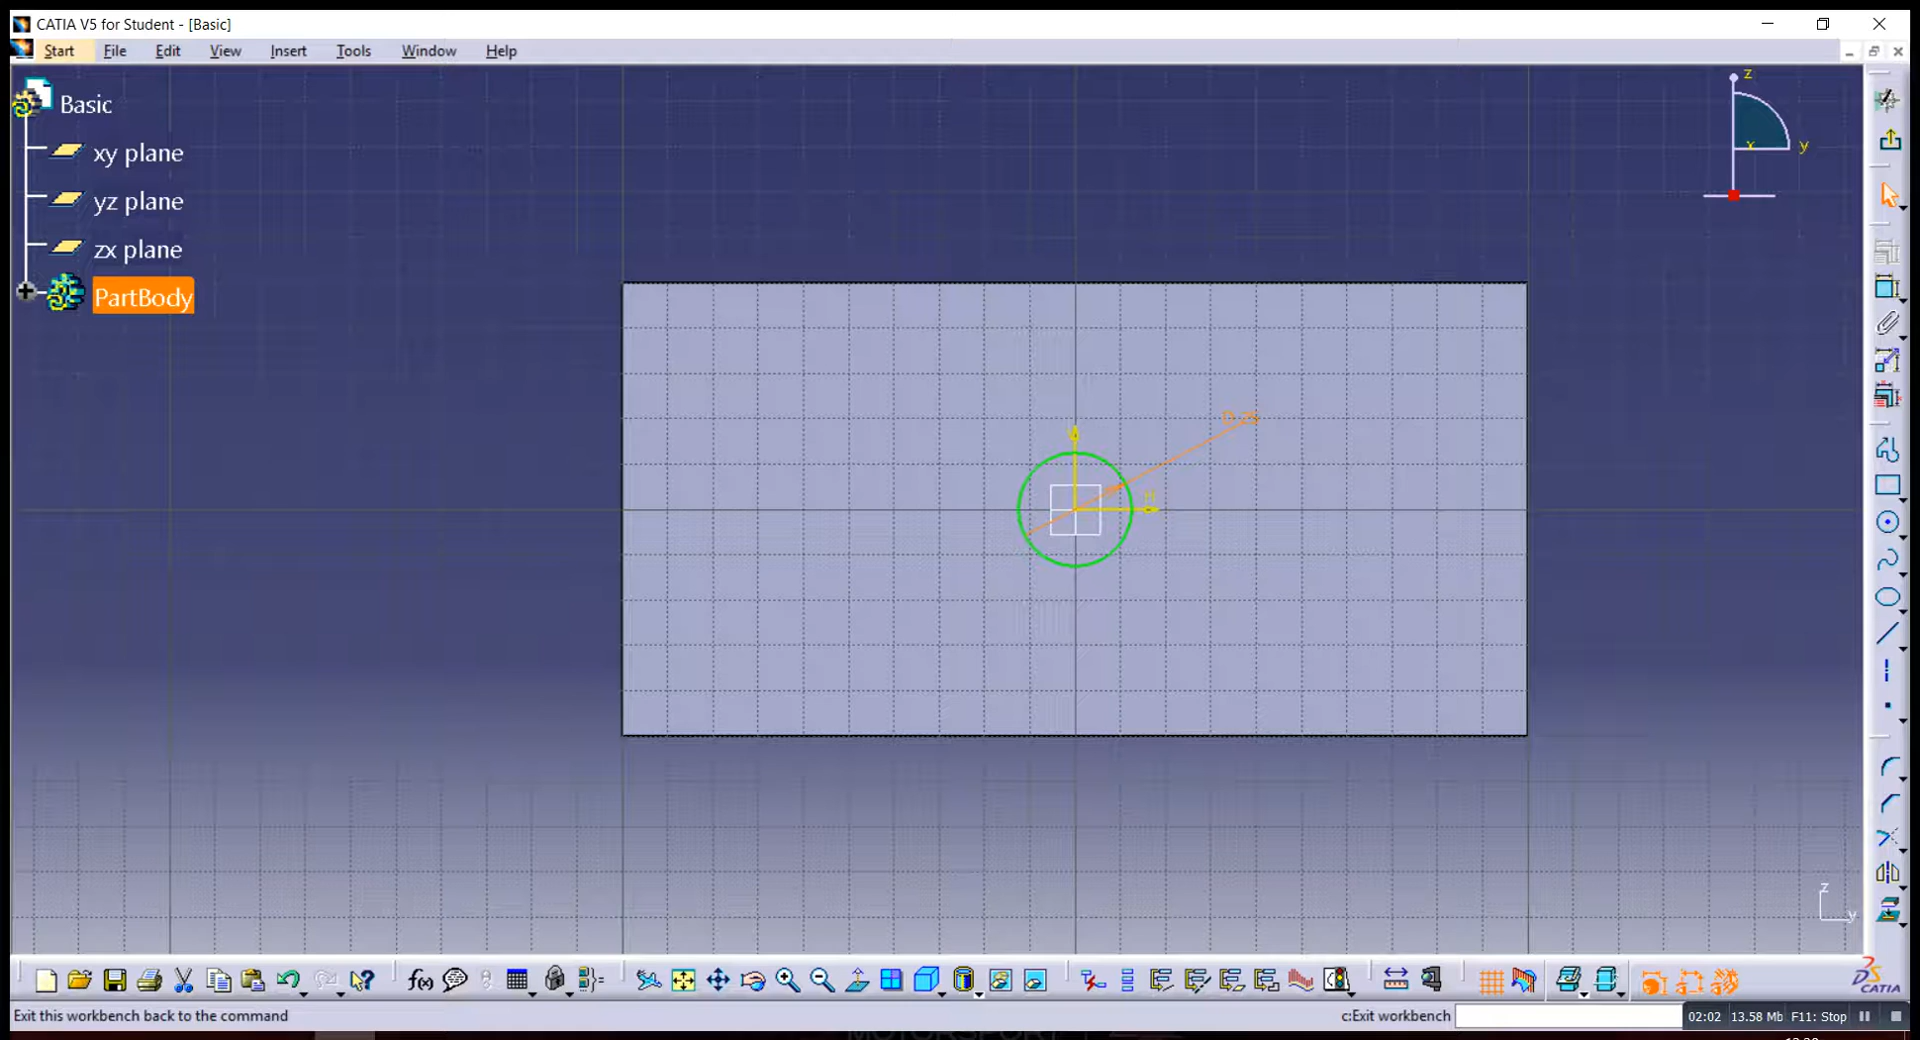 CATIA V5 for Student - [Basic]
Start File Edit View Insert Tools Window Help
z
x y
Basic
xy plane
yz plane
zx plane
PartBody
H
z
y
f(x)
CATIA
Exit this workbench back to the command
c:Exit workbench
02:02 13.58 Mb F11: Stop